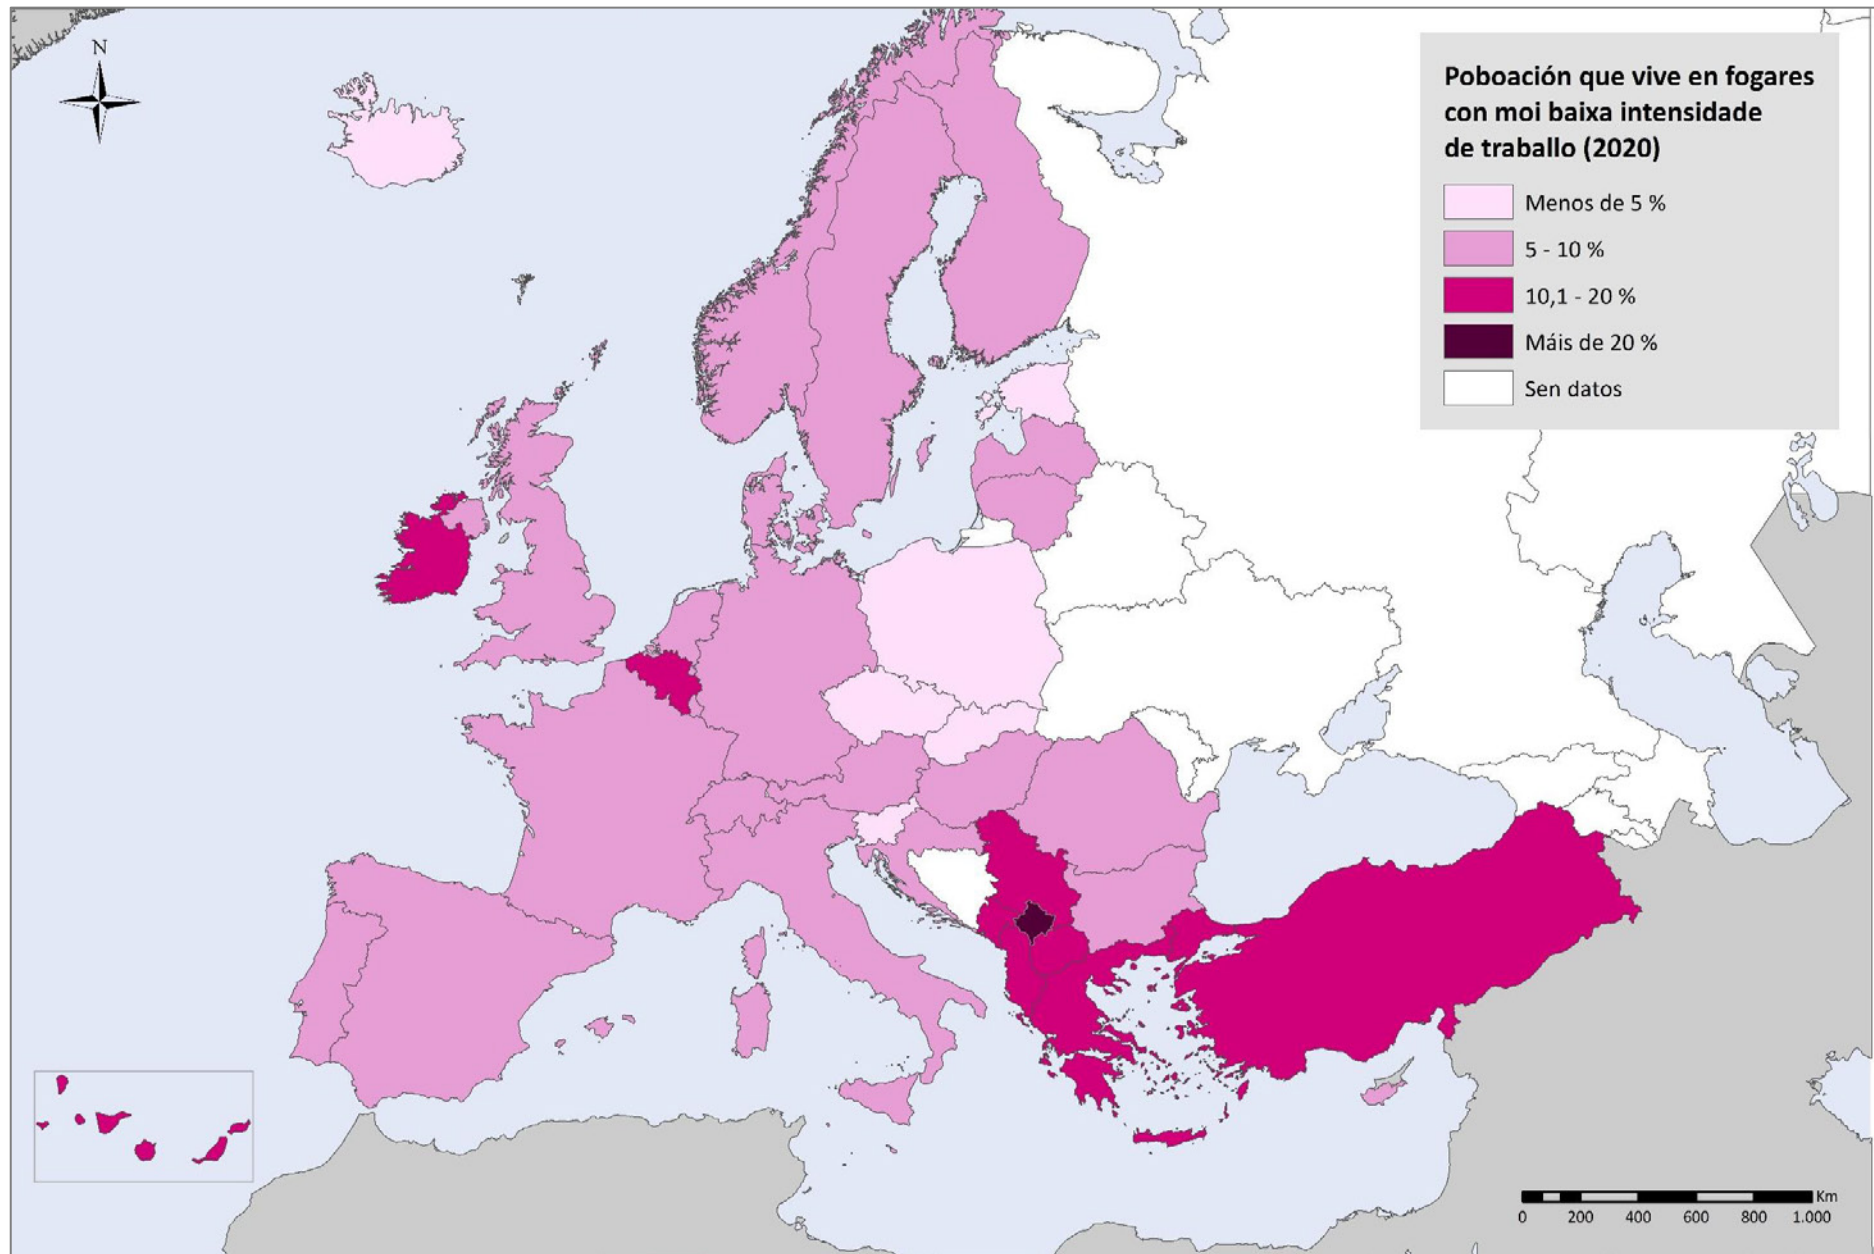 N
Poboación que vive en fogares
con moi baixa intensidade
de traballo (2020)
Menos de 5 %
5 - 10 %
10,1 - 20 %
Máis de 20 %
Sen datos
Km
0 200 400 600 800 1.000